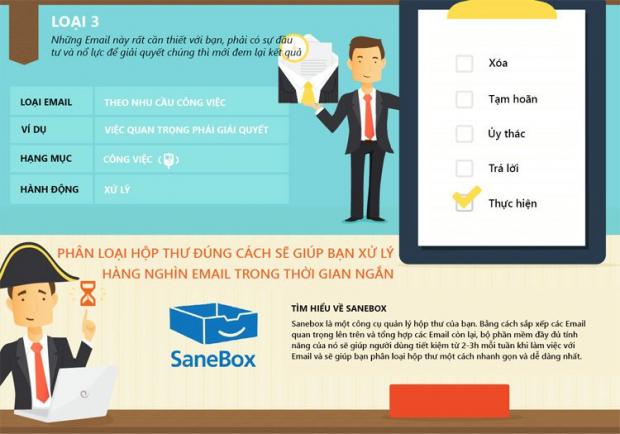 LOẠI 3
Những Email này rất cần thiết với bạn, phải có sự đầu
tư và nổ lực để giải quyết chúng thì mới đem lại kết quả
LOẠI EMAIL THEO NHU CẦU CÔNG VIỆC
VÍ DỤ VIỆC QUAN TRỌNG PHẢI GIẢI QUYẾT
HẠNG MỤC CÔNG VIỆC ( )
HÀNH ĐỘNG XỬ LÝ
Xóa
Tạm hoãn
Ủy thác
Trả lời
Thực hiện
PHÂN LOẠI HỘP THƯ ĐÚNG CÁCH SẼ GIÚP BẠN XỬ LÝ
HÀNG NGHÌN EMAIL TRONG THỜI GIAN NGẮN
SaneBox
TÌM HIỂU VỀ SANEBOX
Sanebox là một công cụ quản lý hộp thư của bạn. Bằng cách sắp xếp các Email
quan trọng lên trên và tổng hợp các Email còn lại, bộ phần mềm đầy đủ tính
năng của nó sẽ giúp người dùng tiết kiệm từ 2-3h mỗi tuần khi làm việc với
Email và sẽ giúp bạn phân loại hộp thư một cách nhanh gọn và dễ dàng nhất.